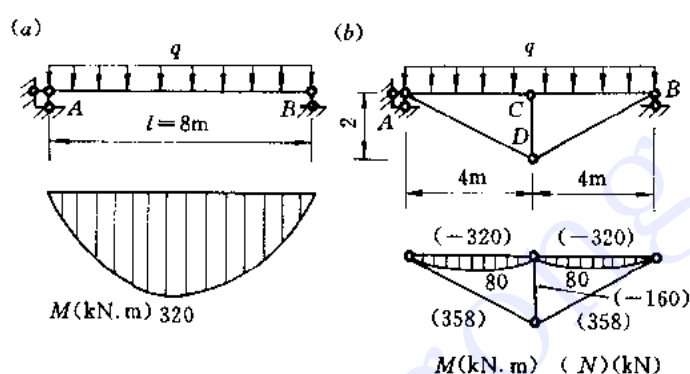 (a)
q
A
B
l=8m
M(kN.m) 320
(b)
q
A
B
C
D
2
4m
4m
(-320)
(-320)
80
80
(-160)
(358)
(358)
M(kN.m) (N)(kN)